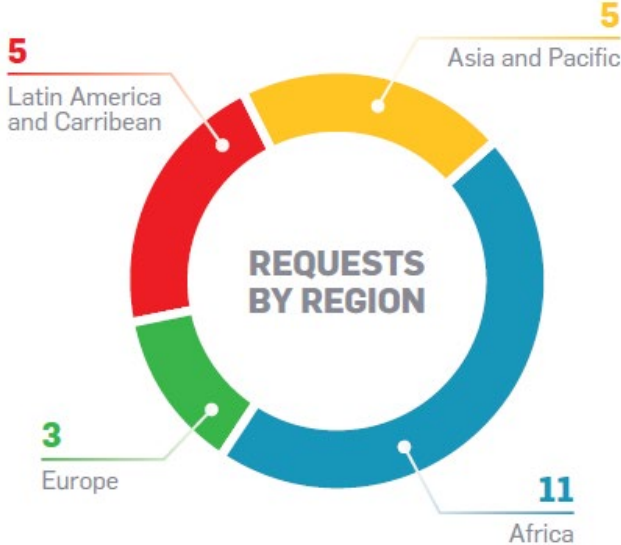 5
Asia and Pacific
5
Latin America
and Carribean
REQUESTS
BY REGION
3
Europe
11
Africa